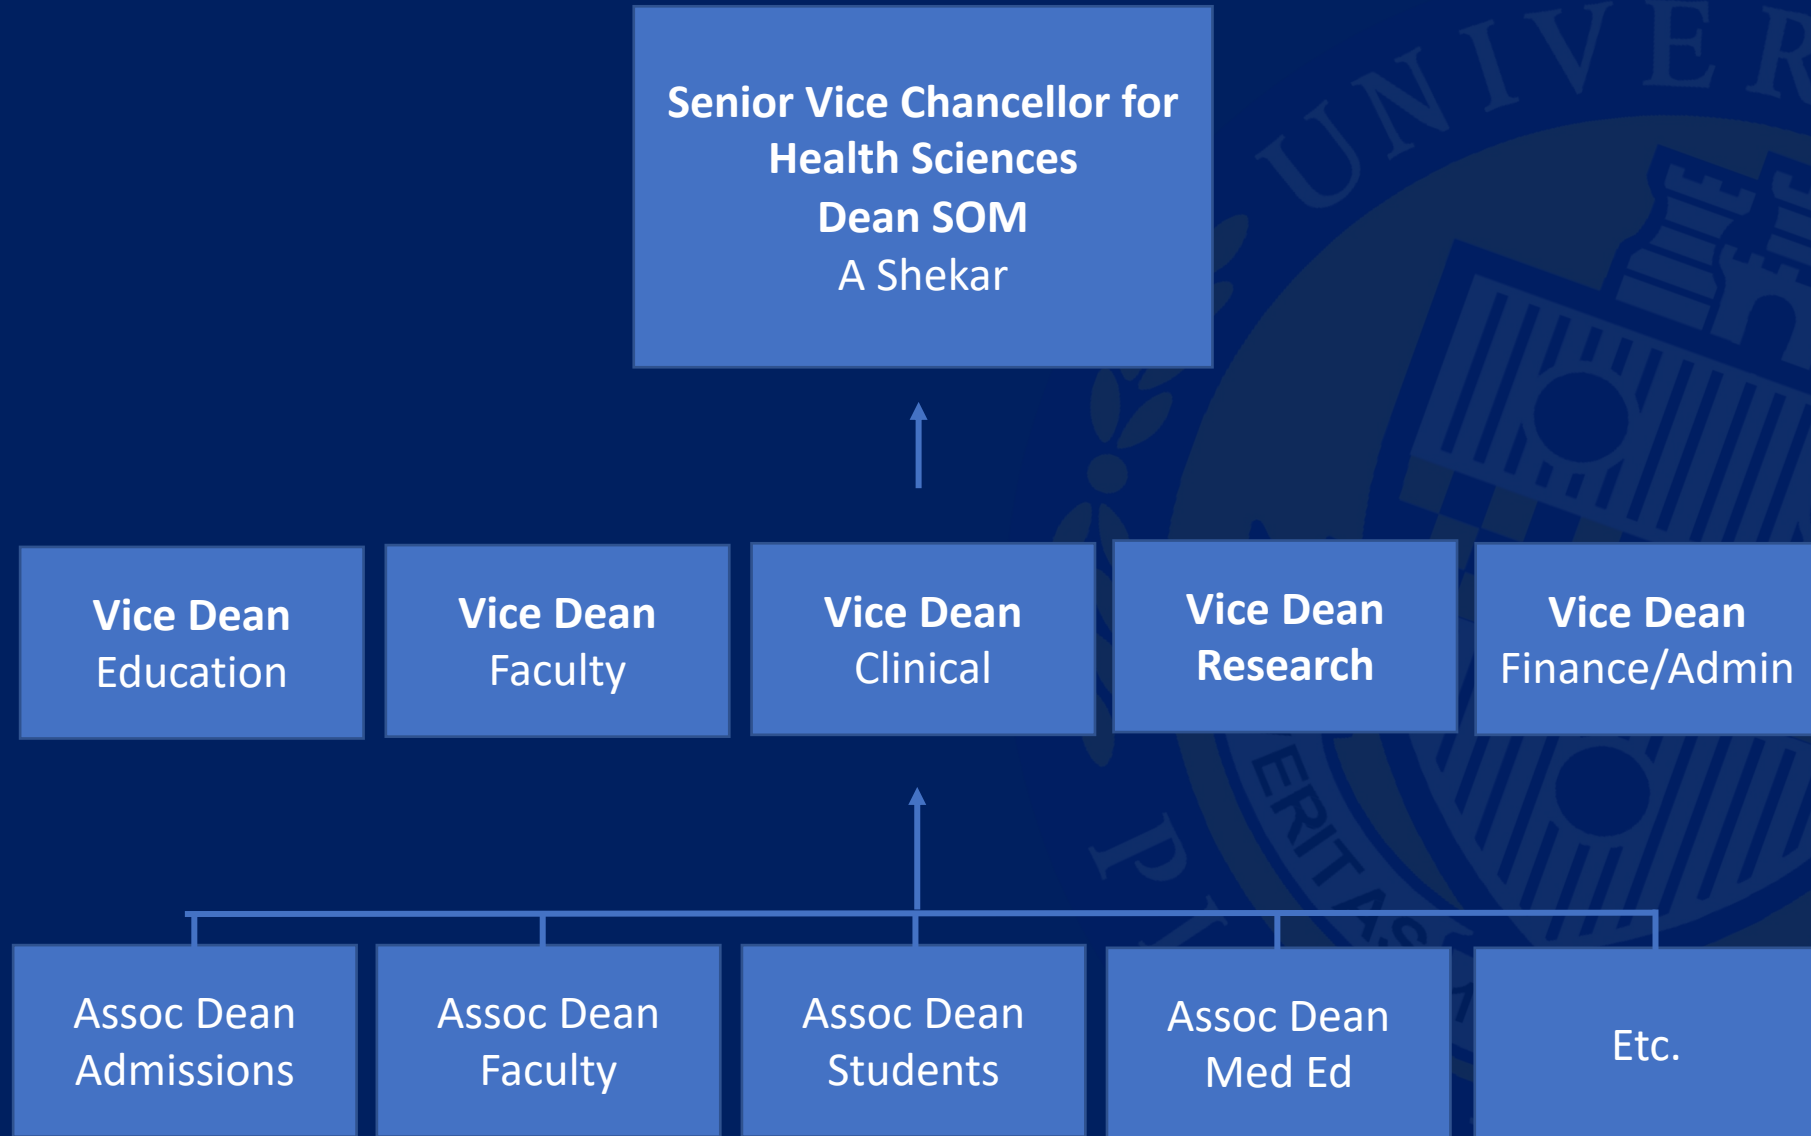 Senior Vice Chancellor for
Health Sciences
Dean SOM
A Shekar
Vice Dean
Education
Vice Dean
Faculty
Vice Dean
Clinical
Vice Dean
Research
Vice Dean
Finance/Admin
Assoc Dean
Admissions
Assoc Dean
Faculty
Assoc Dean
Students
Assoc Dean
Med Ed
Etc.
UNIVER
ERITAS
PI